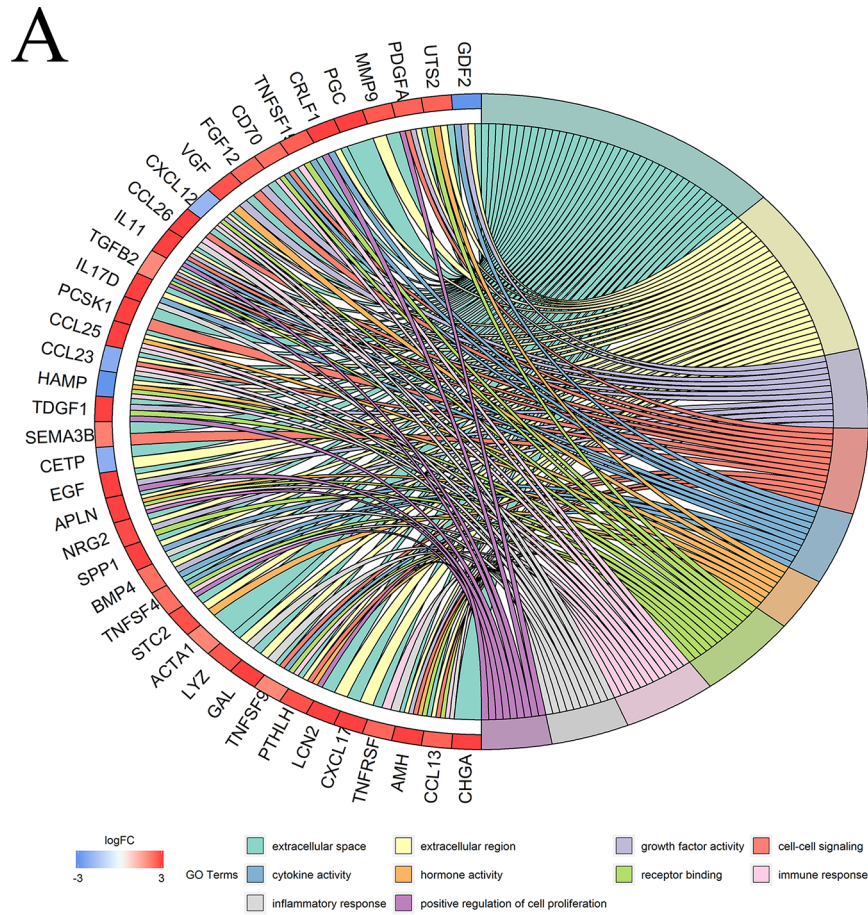 A
GDF2
UTS2
PDGFA
MMP9
PGC
CRLF1
TNFSF15
CD70
FGF12
VGF
CXCL12
CCL26
IL11
TGFB2
IL17D
PCSK1
CCL25
CCL23
HAMP
TDGF1
SEMA3B
CETP
EGF
APLN
NRG2
SPP1
BMP4
TNFSF4
STC2
ACTA1
LYZ
GAL
TNFSF9
PTHLH
LCN2
CXCL17
TNFRSF
AMH
CCL13
CHGA
logFC
-3 3
GO Terms
extracellular space extracellular region growth factor activity cell-cell signaling
cytokine activity hormone activity receptor binding immune response
inflammatory response positive regulation of cell proliferation